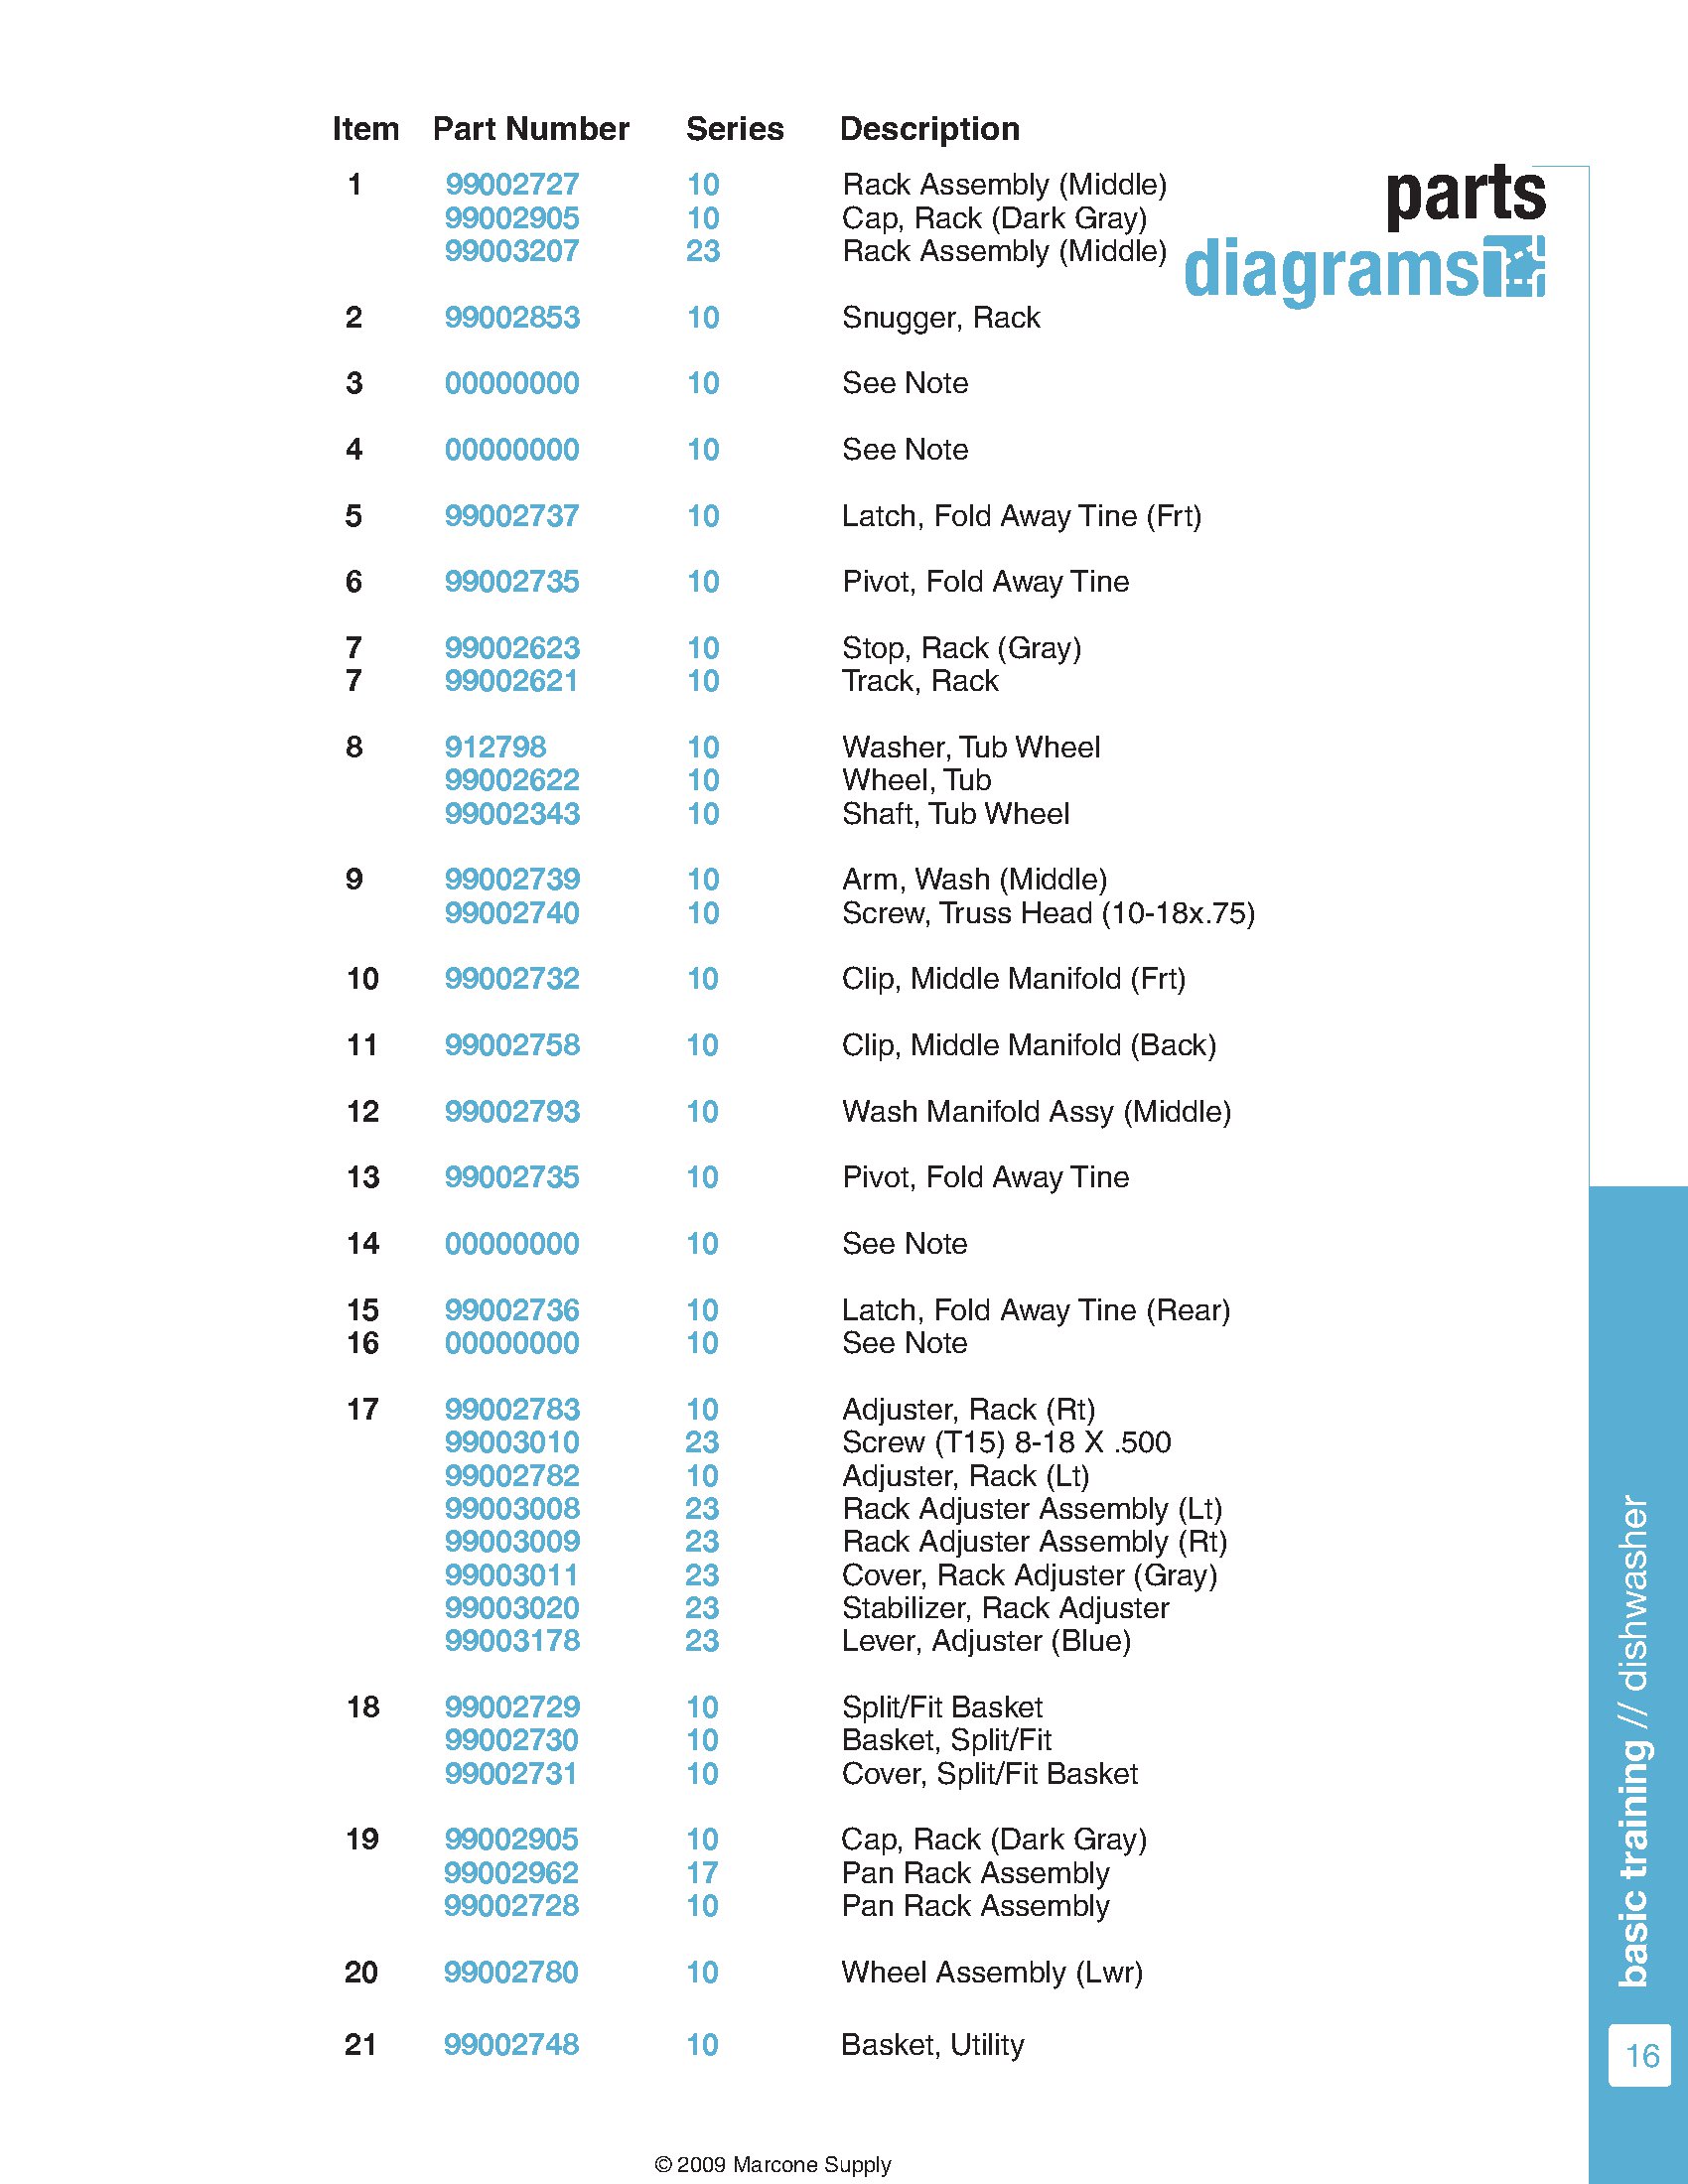 Item Part Number Series Description
1 99002727 10 Rack Assembly (Middle)
99002905 10 Cap, Rack (Dark Gray)
99003207 23 Rack Assembly (Middle)
parts
diagrams
2 99002853 10 Snugger, Rack
3 00000000 10 See Note
4 00000000 10 See Note
5 99002737 10 Latch, Fold Away Tine (Frt)
6 99002735 10 Pivot, Fold Away Tine
7 99002623 10 Stop, Rack (Gray)
7 99002621 10 Track, Rack
8 912798 10 Washer, Tub Wheel
99002622 10 Wheel, Tub
99002343 10 Shaft, Tub Wheel
9 99002739 10 Arm, Wash (Middle)
99002740 10 Screw, Truss Head (10-18x.75)
10 99002732 10 Clip, Middle Manifold (Frt)
11 99002758 10 Clip, Middle Manifold (Back)
12 99002793 10 Wash Manifold Assy (Middle)
13 99002735 10 Pivot, Fold Away Tine
14 00000000 10 See Note
15 99002736 10 Latch, Fold Away Tine (Rear)
16 00000000 10 See Note
17 99002783 10 Adjuster, Rack (Rt)
99003010 23 Screw (T15) 8-18 X .500
99002782 10 Adjuster, Rack (Lt)
99003008 23 Rack Adjuster Assembly (Lt)
99003009 23 Rack Adjuster Assembly (Rt)
99003011 23 Cover, Rack Adjuster (Gray)
99003020 23 Stabilizer, Rack Adjuster
99003178 23 Lever, Adjuster (Blue)
18 99002729 10 Split/Fit Basket
99002730 10 Basket, Split/Fit
99002731 10 Cover, Split/Fit Basket
19 99002905 10 Cap, Rack (Dark Gray)
99002962 17 Pan Rack Assembly
99002728 10 Pan Rack Assembly
20 99002780 10 Wheel Assembly (Lwr)
21 99002748 10 Basket, Utility
basic training // dishwasher
16
© 2009 Marcone Supply